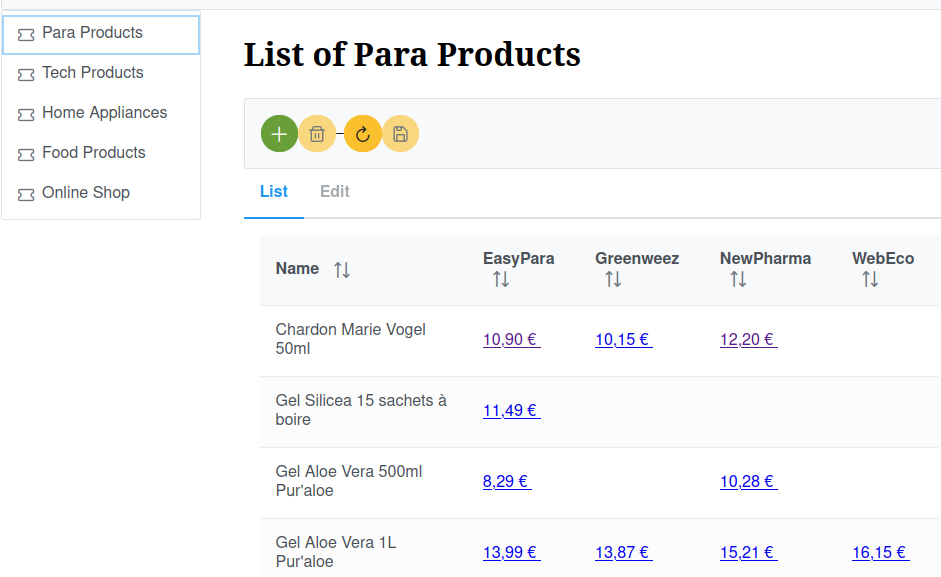 Para Products
Tech Products
Home Appliances
Food Products
Online Shop
List of Para Products
List Edit
Name EasyPara Greenweez NewPharma WebEco
Chardon Marie Vogel
50ml
10,90 € 10,15 € 12,20 €
Gel Silicea 15 sachets à
boire
11,49 €
Gel Aloe Vera 500ml
Pur'aloe
8,29 € 10,28 €
Gel Aloe Vera 1L
Pur'aloe
13,99 € 13,87 € 15,21 € 16,15 €